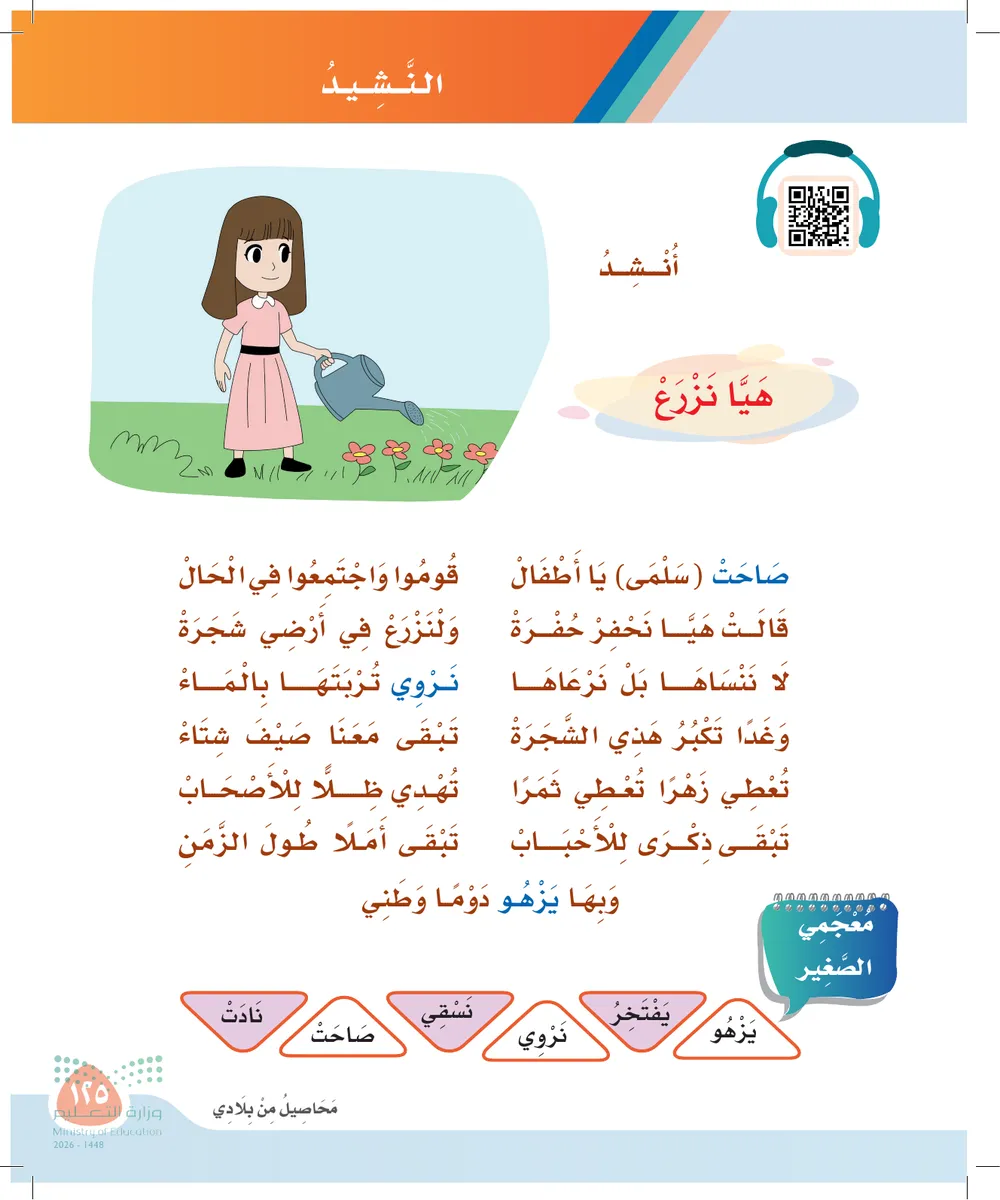 النَّشِيدُ
أُنْشِدُ
هَيَّا نَزْرَعْ
صَاحَتْ (سَلْمَى) يَا أَطْفَالْ قُومُوا وَاجْتَمِعُوا فِي الْحَالْ
قَالَتْ هَيَّا نَحْفِرْ حُفْرَةْ وَلْنَزْرَعْ فِي أَرْضِي شَجَرَةْ
لَا نَنْسَاهَا بَلْ نَرْعَاهَا نَرْوِي تُرْبَتَهَا بِالْمَاءْ
وَغَدًا تَكْبُرُ هَذِي الشَّجَرَةْ تَبْقَى مَعَنَا صَيْفَ شِتَاءْ
تُعْطِي زَهْرًا تُعْطِي ثَمَرًا تُهْدِي ظِلًّا لِلْأَصْحَابْ
تَبْقَى ذِكْرَى لِلْأَحْبَابْ تَبْقَى أَمَلًا طُولَ الزَّمَنِ
وَبِهَا يَزْهُو دَوْمًا وَطَنِي
مُعْجَمِي
الصَّغِير
يَزْهُو يَفْتَخِرُ نَرْوِي نَسْقِي صَاحَتْ نَادَتْ
مَحَاصِيلُ مِنْ بِلَادِي
١٢٥
وزارة التعليم
Ministry of Education
2026 - 1448